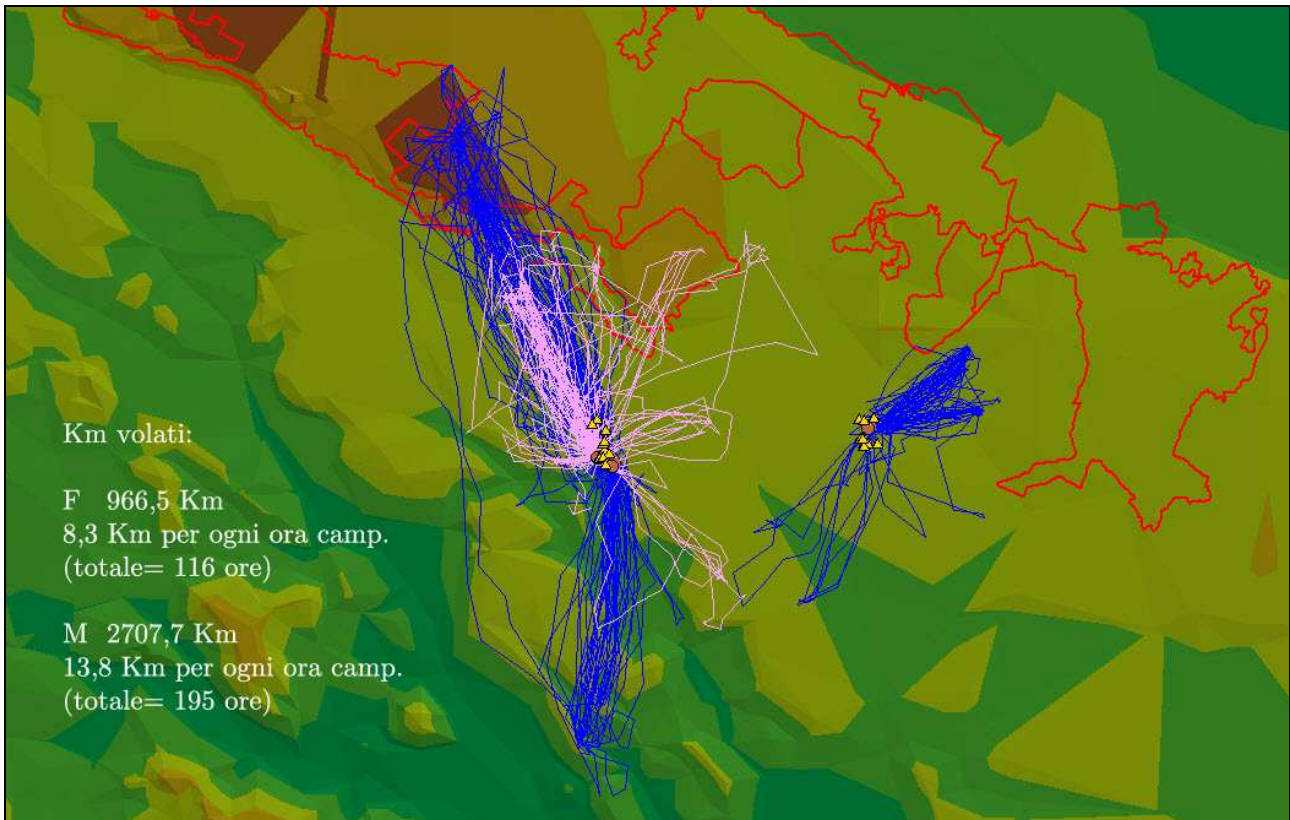 Km volati:
F 966,5 Km
8,3 Km per ogni ora camp.
(totale= 116 ore)
M 2707,7 Km
13,8 Km per ogni ora camp.
(totale= 195 ore)